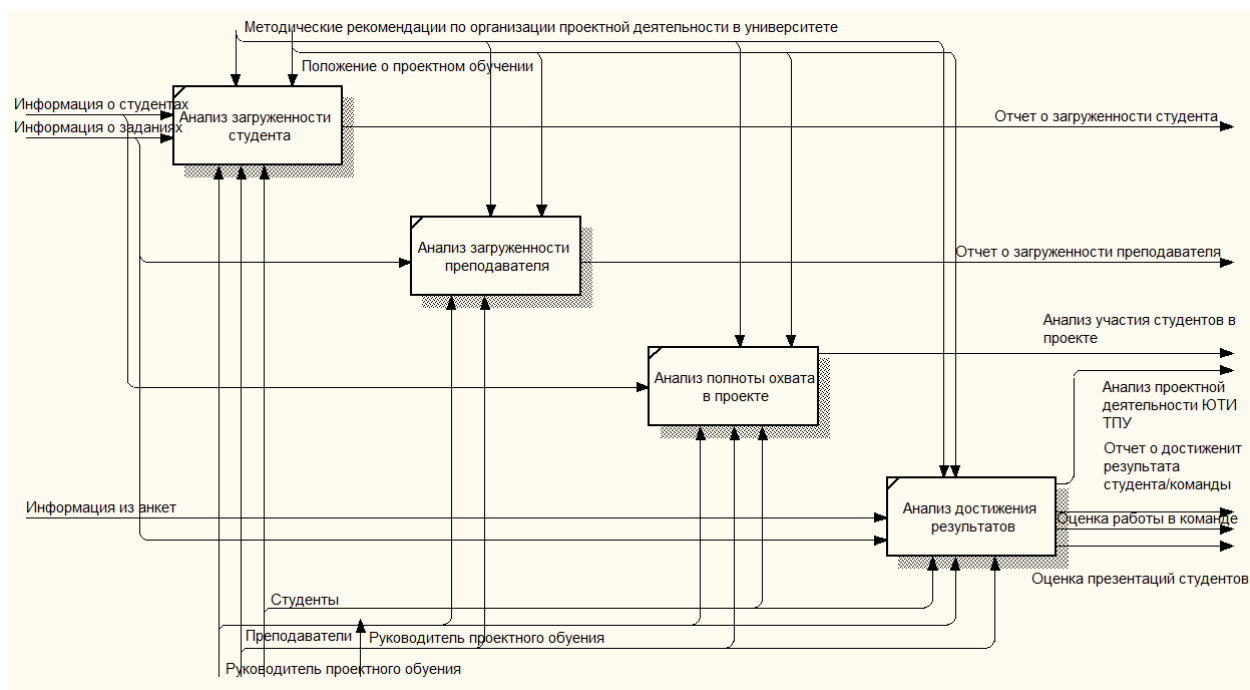 Методические рекомендации по организации проектной деятельности в университете
Положение о проектном обучении
Информация о студентах
Информация о заданиях
Анализ загруженности
студента
Отчет о загруженности студента
Анализ загруженности
преподавателя
Отчет о загруженности преподавателя
Анализ участия студентов в
проекте
Анализ полноты охвата
в проекте
Анализ проектной
деятельности ЮТИ
ТПУ
Отчет о достиженит
результата
студента/команды
Информация из анкет
Анализ достижения
результатов
Оценка работы в команде
Оценка презентаций студентов
Студенты
Преподаватели
Руководитель проектного обуения
Руководитель проектного обуения